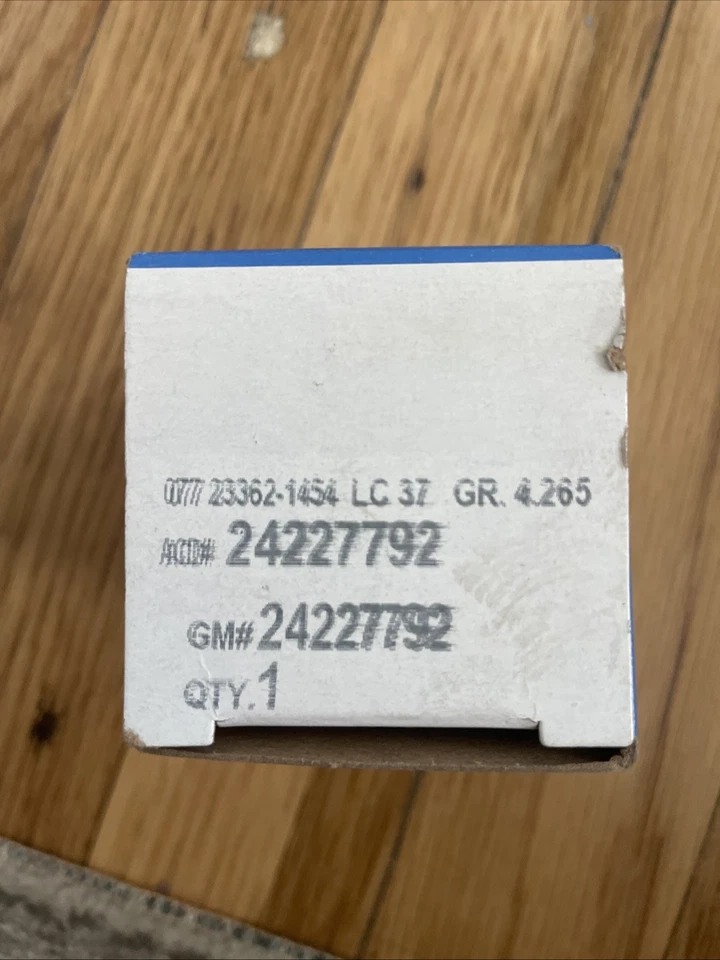 0777 23362-1454 LC 37 GR. 4.265
ACD# 24227792
GM# 24227792
QTY. 1